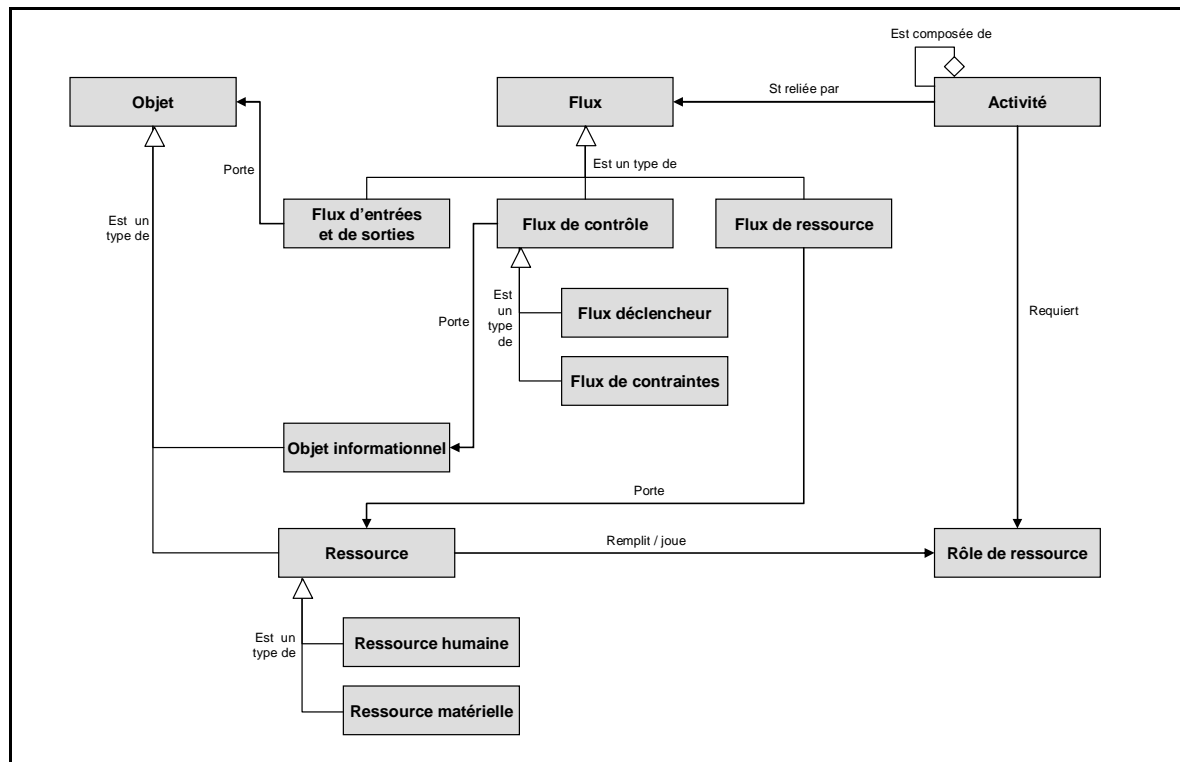 Est composée de
Objet
Flux
St reliée par
Activité
Est un type de
Porte
Est un
type de
Flux d'entrées
et de sorties
Flux de contrôle
Flux de ressource
Est
un
type
de
Flux déclencheur
Requiert
Porte
Flux de contraintes
Objet informationnel
Porte
Ressource
Remplit / joue
Rôle de ressource
Est un
type de
Ressource humaine
Ressource matérielle